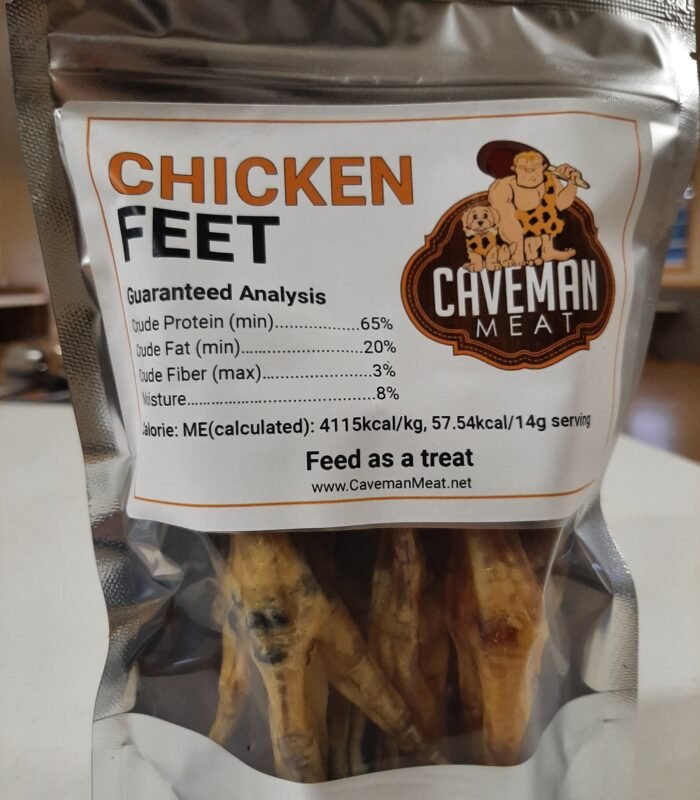 CHICKEN
FEET
CAVEMAN
MEAT
Guaranteed Analysis
Crude Protein (min)..................65%
Crude Fat (min)..........................20%
Crude Fiber (max).......................3%
Moisture.......................................8%
Calorie: ME(calculated): 4115kcal/kg, 57.54kcal/14g serving
Feed as a treat
www.CavemanMeat.net